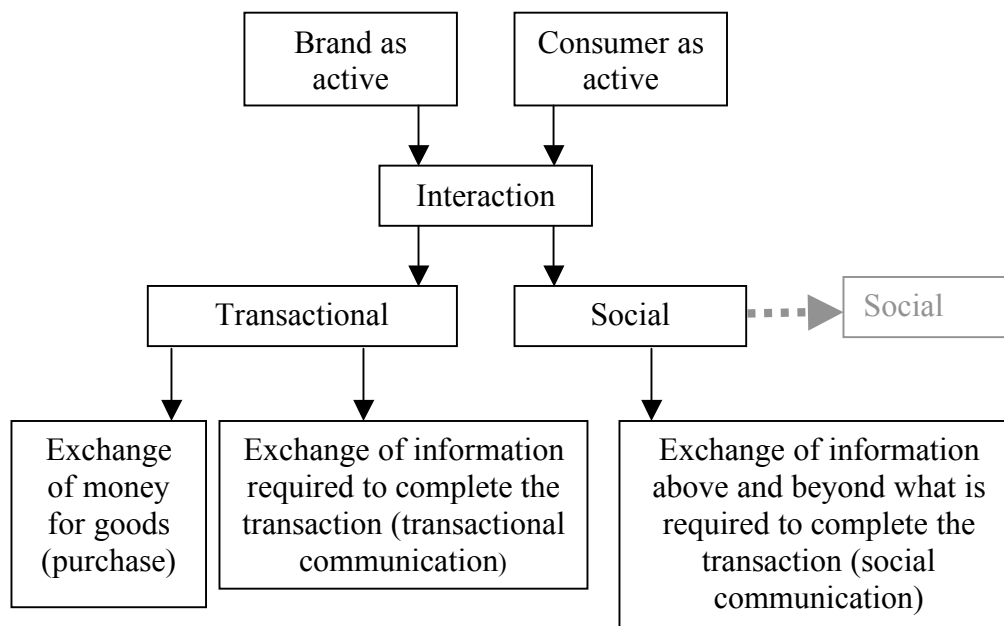 Brand as
active
Consumer as
active
Interaction
Transactional
Social
Social
Exchange
of money
for goods
(purchase)
Exchange of information
required to complete the
transaction (transactional
communication)
Exchange of information
above and beyond what is
required to complete the
transaction (social
communication)